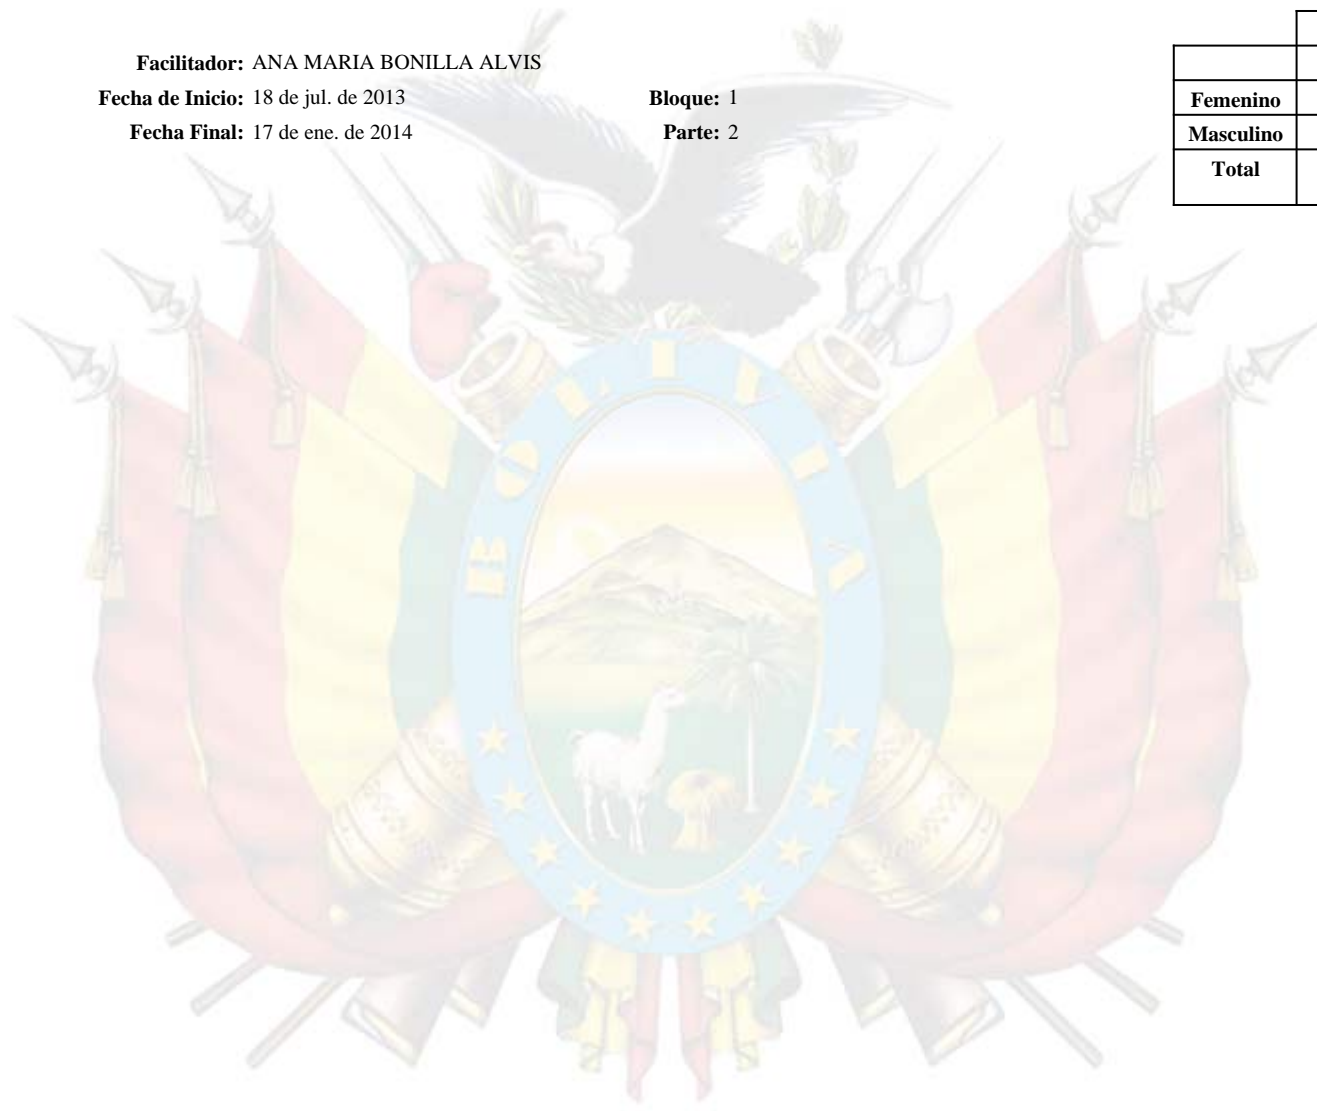 Facilitador: ANA MARIA BONILLA ALVIS
Fecha de Inicio: 18 de jul. de 2013 Bloque: 1
Fecha Final: 17 de ene. de 2014 Parte: 2
Femenino
Masculino
Total
BOLIVIA